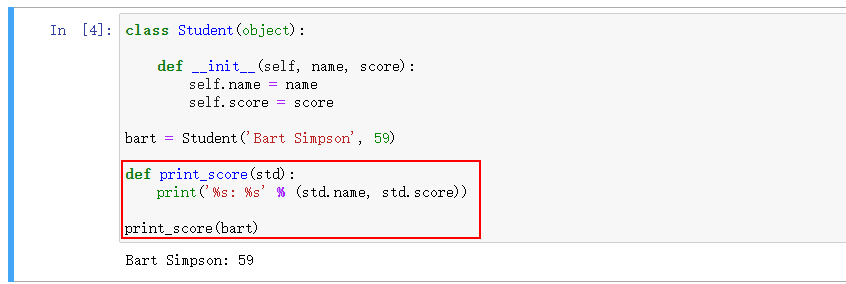 In [4]: class Student(object):
def __init__(self, name, score):
self.name = name
self.score = score
bart = Student('Bart Simpson', 59)
def print_score(std):
print('%s: %s' % (std.name, std.score))
print_score(bart)
Bart Simpson: 59